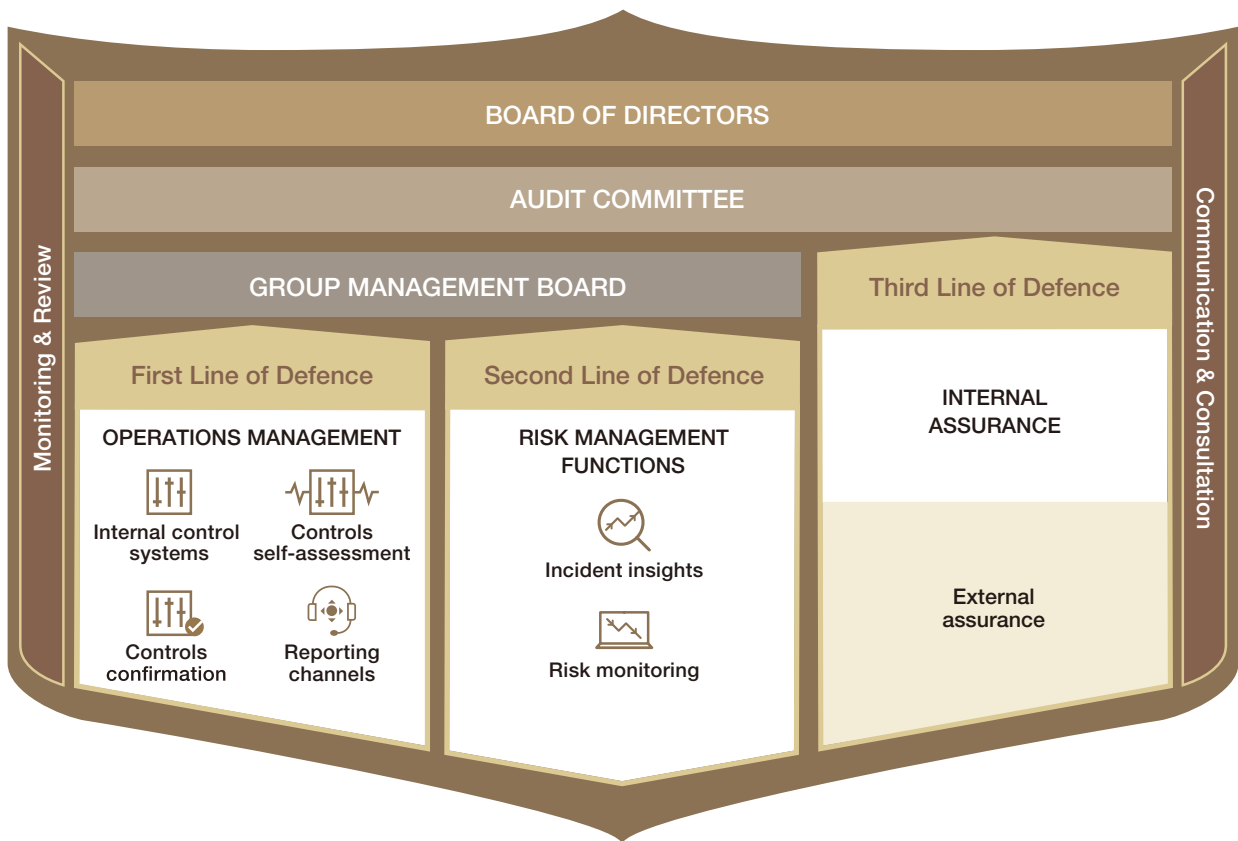 BOARD OF DIRECTORS
AUDIT COMMITTEE
GROUP MANAGEMENT BOARD
Monitoring & Review
First Line of Defence
OPERATIONS MANAGEMENT
Internal control
systems
Controls
self-assessment
Controls
confirmation
Reporting
channels
Second Line of Defence
RISK MANAGEMENT
FUNCTIONS
Incident insights
Risk monitoring
Third Line of Defence
INTERNAL
ASSURANCE
External
assurance
Communication & Consultation